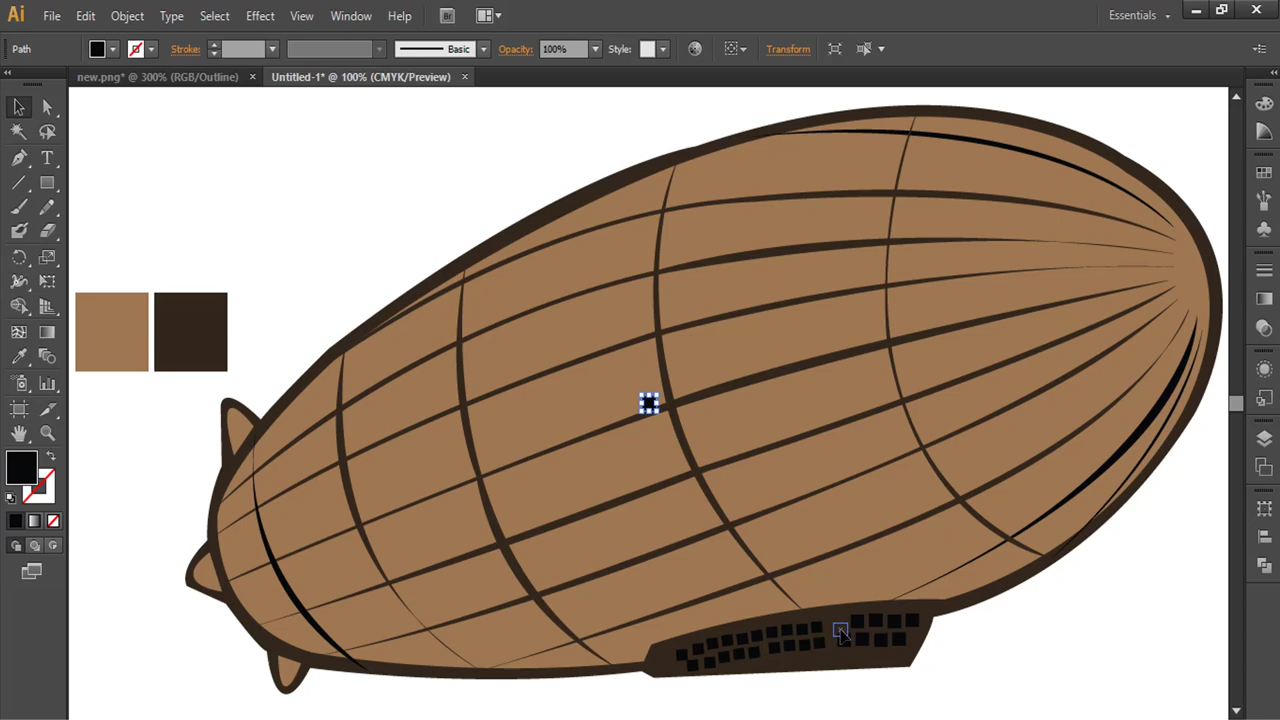 Ai File Edit Object Type Select Effect View Window Help Br Essentials
Path Stroke: Basic Opacity: 100% Style: Transform
new.png* @ 300% (RGB/Outline) × Untitled-1* @ 100% (CMYK/Preview) ×